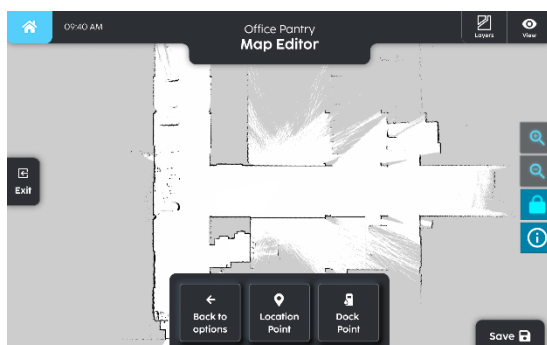 09:40 AM
Office Pantry
Map Editor
Layers
View
Exit
Back to
options
Location
Point
Dock
Point
Save